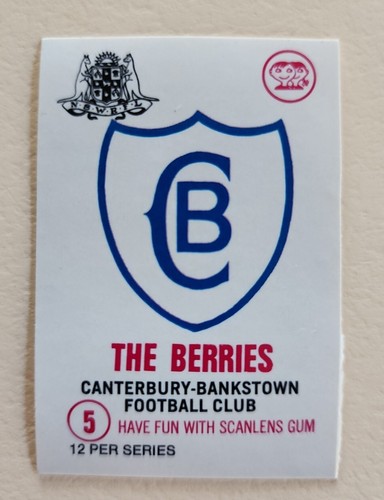 N.S.W.R.F.L
CB
THE BERRIES
CANTERBURY-BANKSTOWN
FOOTBALL CLUB
5 HAVE FUN WITH SCANLENS GUM
12 PER SERIES